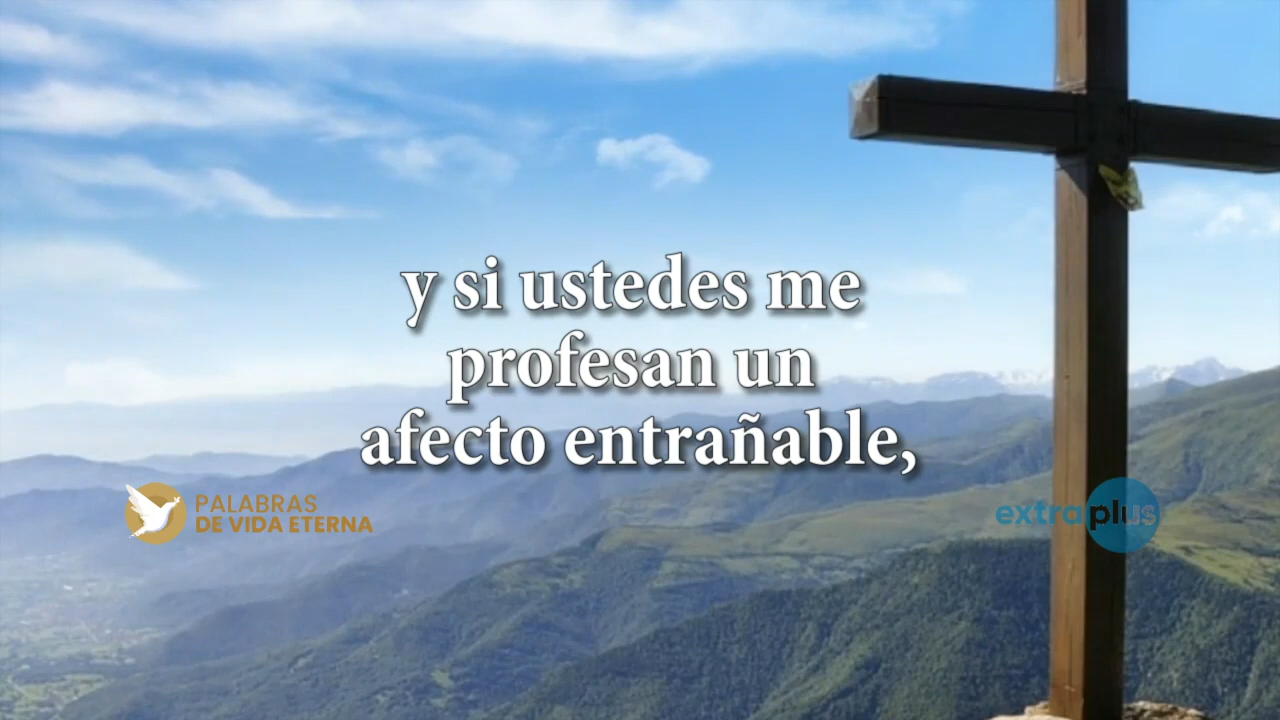 y si ustedes me
profesan un
afecto entrañable,
PALABRAS
DE VIDA ETERNA
extraplus